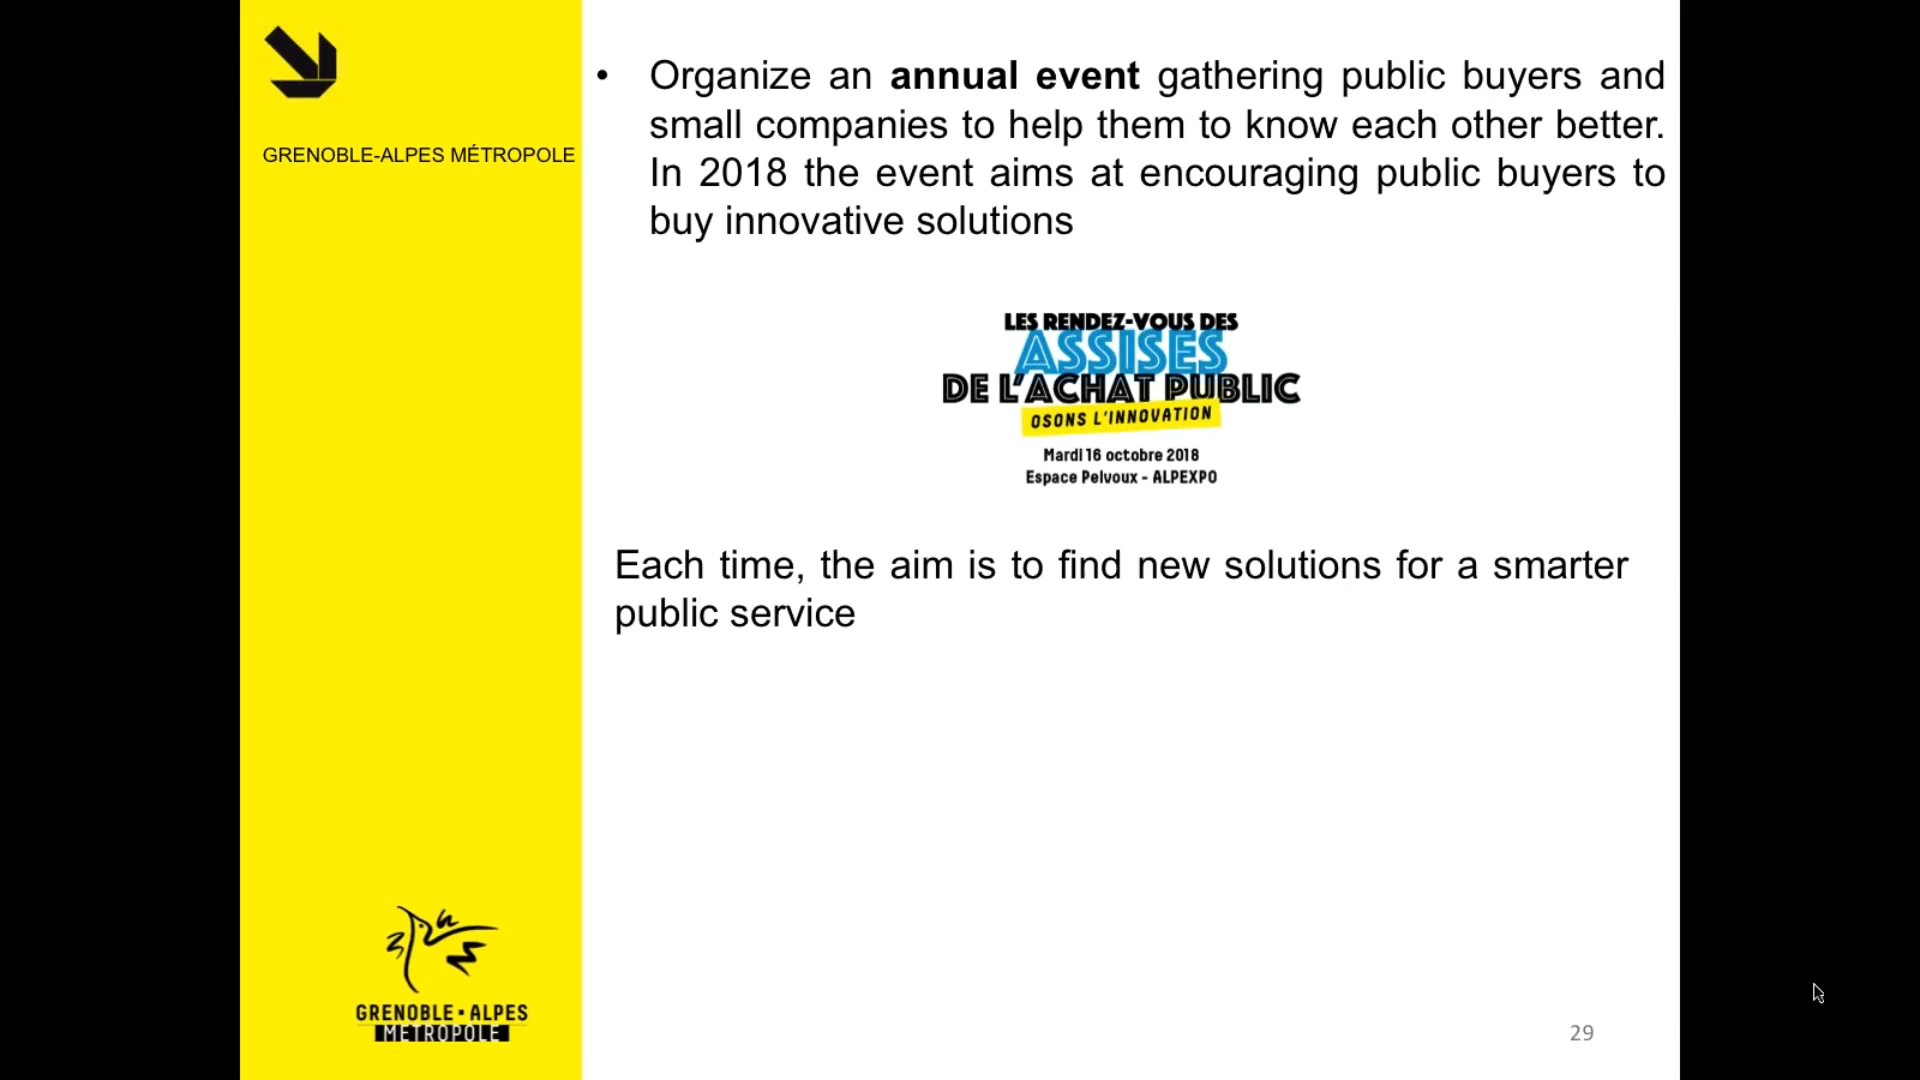 GRENOBLE-ALPES MÉTROPOLE
• Organize an annual event gathering public buyers and
small companies to help them to know each other better.
In 2018 the event aims at encouraging public buyers to
buy innovative solutions
LES RENDEZ-VOUS DES
ASSISES
DE L'ACHAT PUBLIC
OSONS L'INNOVATION
Mardi 16 octobre 2018
Espace Pelvoux - ALPEXPO
Each time, the aim is to find new solutions for a smarter
public service
GRENOBLE•ALPES
METROPOLE
29